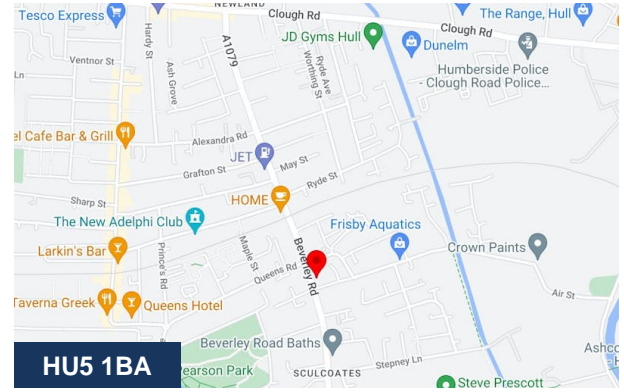 NEWLAND
Tesco Express
Clough Rd
The Range, Hull
JD Gyms Hull
Clough Rd
Dunelm
A1079
Hardy St
Ventnor St
Ash Grove
Ryde Ave
Worthing St
Humberside Police
- Clough Road Police...
Ln
el Cafe Bar & Grill
Alexandra Rd
JET
May St
Grafton St
Ryde St
HOME
Sharp St
The New Adelphi Club
Frisby Aquatics
Larkin's Bar
Prince's Rd
Maple St
Beverley Rd
Crown Paints
Queens Rd
Air St
Taverna Greek
Queens Hotel
Beverley Road Baths
Ashco
H
HU5 1BA
Pearson Park
SCULCOATES
Stepney Ln
Steve Prescott